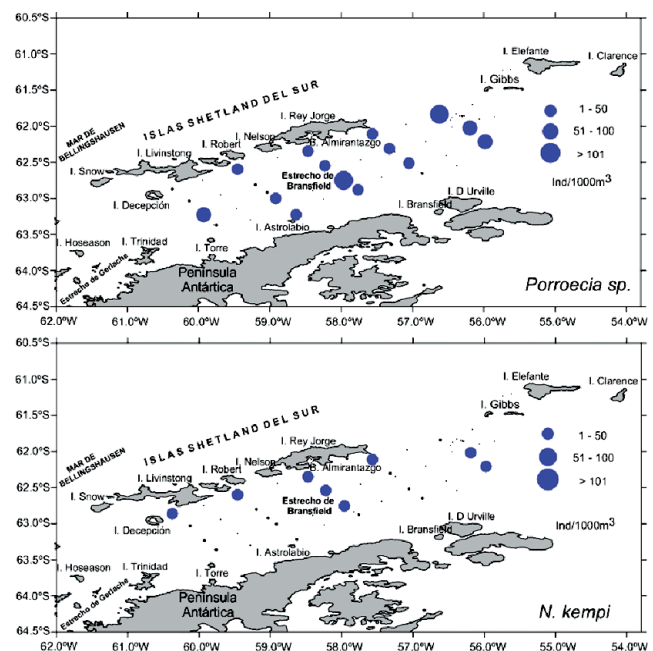 60.5°S
61.0°S
61.5°S
62.0°S
62.5°S
63.0°S
63.5°S
64.0°S
64.5°S
I. Elefante
I. Clarence
I. Gibbs
ISLAS SHETLAND DEL SUR
MAR DE
BELLINGSHAUSEN
I. Rey Jorge
I. Nelson
B. Almirantazgo
I. Robert
I. Livinstong
I. Snow
I. Decepción
Estrecho de
Bransfield
I. D Urville
I. Bransfield
I. Astrolabio
I. Hoseason
I. Trinidad
I. Torre
Estrecho de Gerlache
Península
Antártica
1 - 50
51 - 100
> 101
Ind/1000m3
Porroecia sp.
62.0°W 61.0°W 60.0°W 59.0°W 58.0°W 57.0°W 56.0°W 55.0°W 54.0°W
60.5°S
61.0°S
61.5°S
62.0°S
62.5°S
63.0°S
63.5°S
64.0°S
64.5°S
I. Elefante
I. Clarence
I. Gibbs
ISLAS SHETLAND DEL SUR
MAR DE
BELLINGSHAUSEN
I. Rey Jorge
I. Nelson
B. Almirantazgo
I. Robert
I. Livingstong
I. Snow
I. Decepción
Estrecho de
Bransfield
I. D Urville
I. Bransfield
I. Astrolabio
I. Hoseason
I. Trinidad
I. Torre
Estrecho de Gerlache
Península
Antártica
1 - 50
51 - 100
> 101
Ind/1000m3
N. kempi
62.0°W 61.0°W 60.0°W 59.0°W 58.0°W 57.0°W 56.0°W 55.0°W 54.0°W